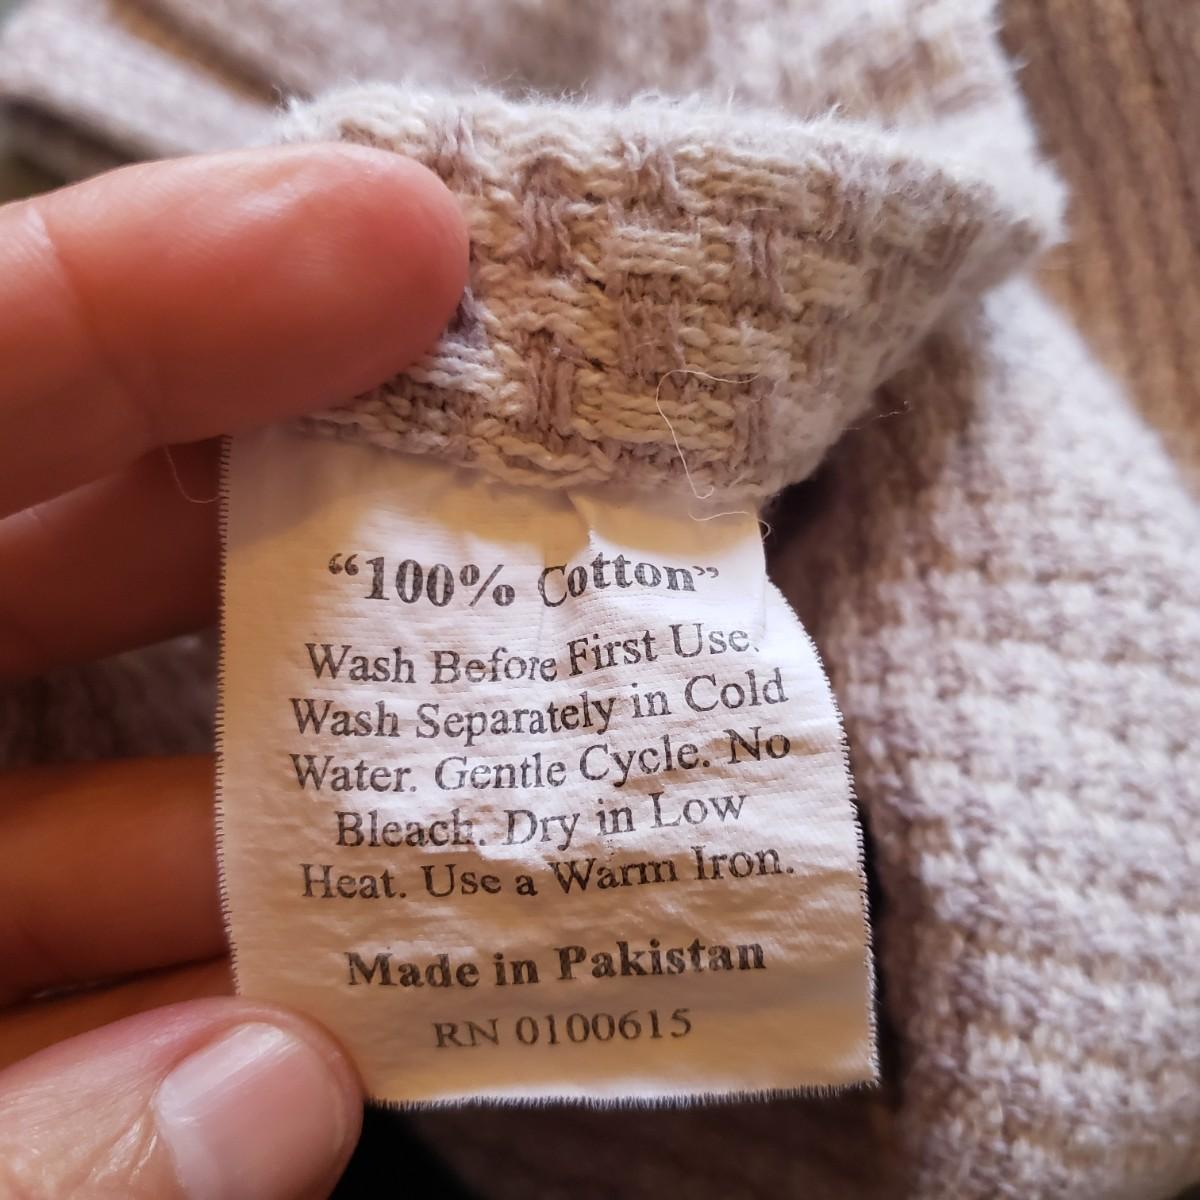 “100% Cotton”
Wash Before First Use.
Wash Separately in Cold
Water. Gentle Cycle. No
Bleach. Dry in Low
Heat. Use a Warm Iron.
Made in Pakistan
RN 0100615